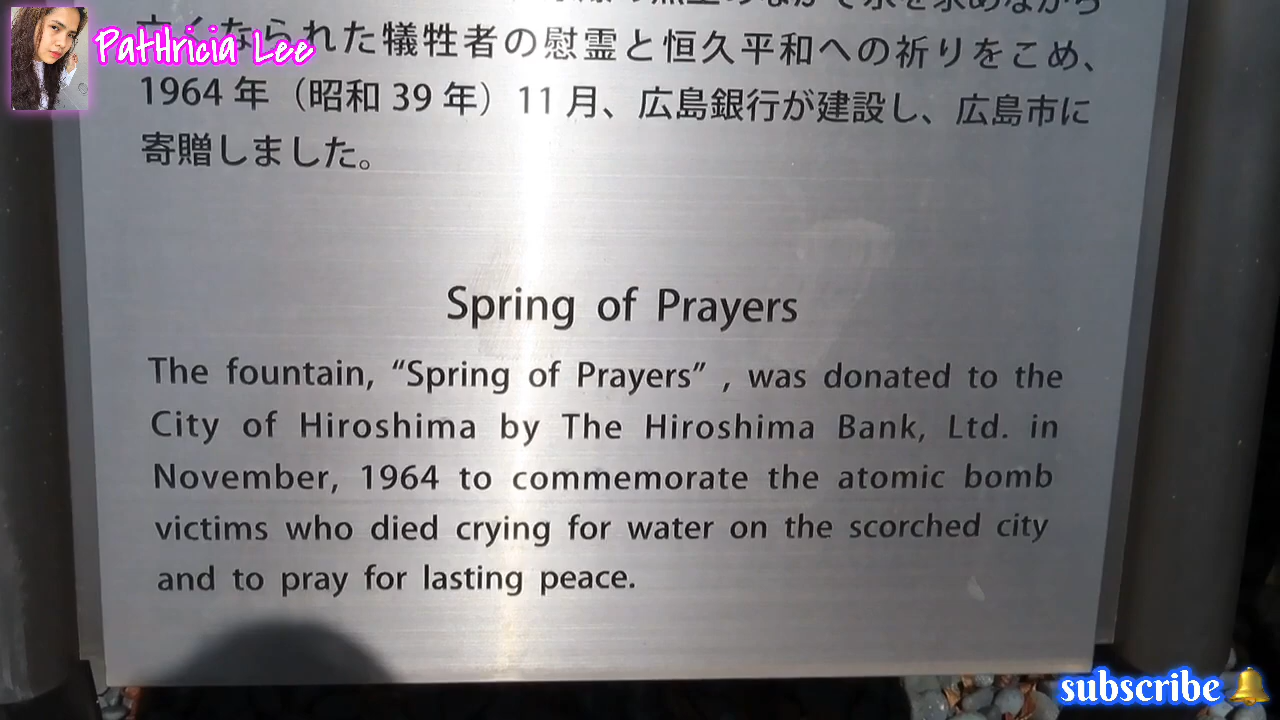 Pathricia Lee
亡くなられた犠牲者の慰霊と恒久平和への祈りをこめ、
1964年（昭和39年）11月、広島銀行が建設し、広島市に
寄贈しました。
Spring of Prayers
The fountain, “Spring of Prayers” , was donated to the
City of Hiroshima by The Hiroshima Bank, Ltd. in
November, 1964 to commemorate the atomic bomb
victims who died crying for water on the scorched city
and to pray for lasting peace.
subscribe